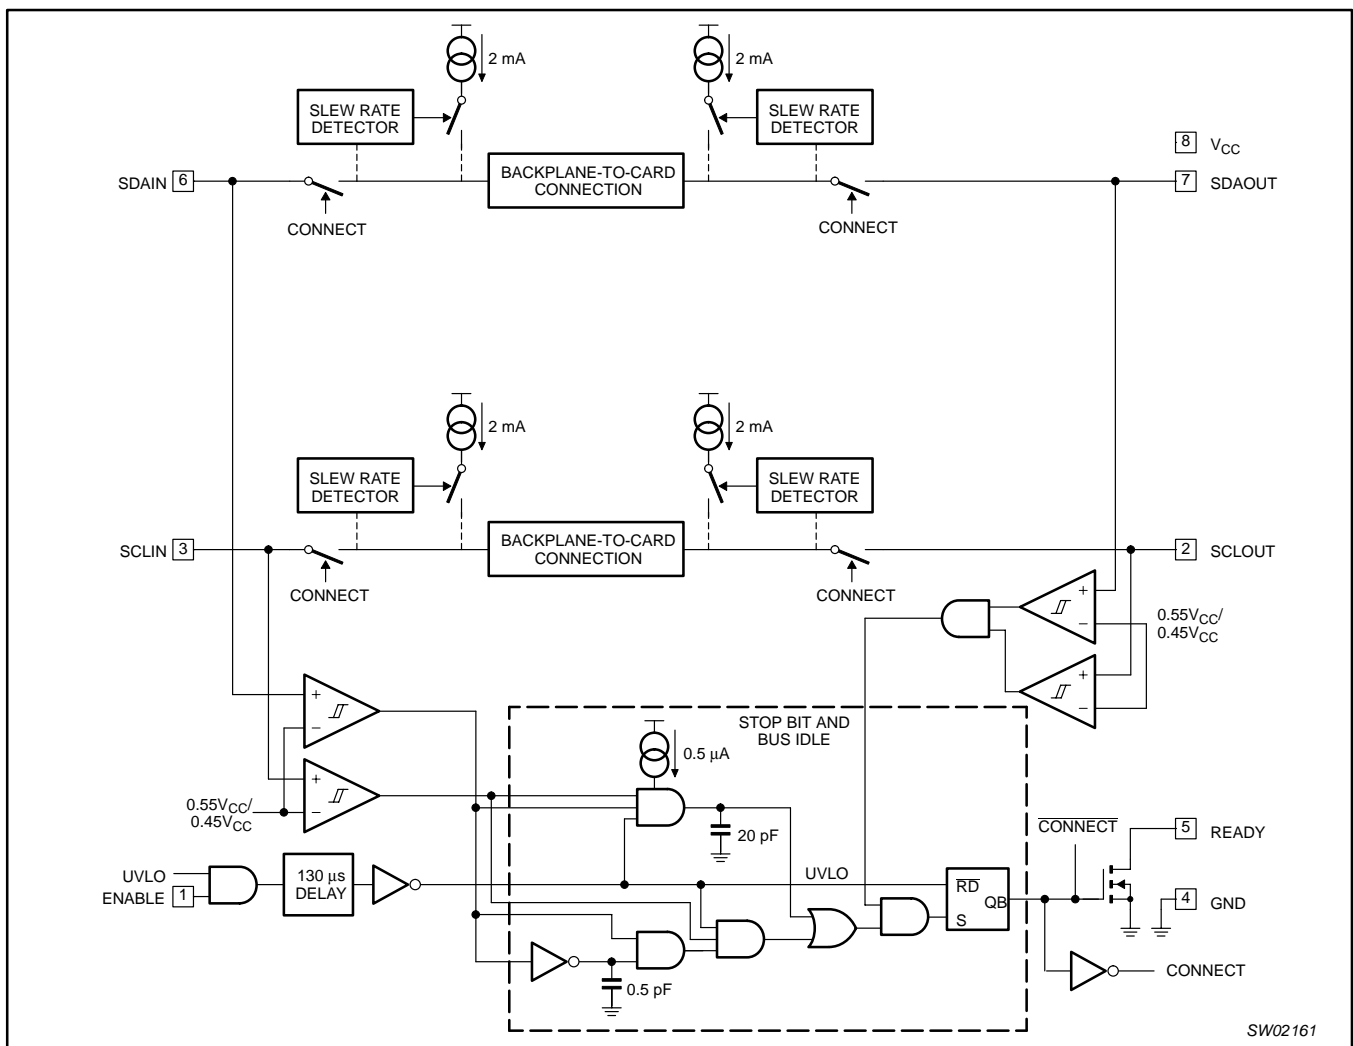 2 mA
2 mA
SLEW RATE
DETECTOR
SLEW RATE
DETECTOR
8 VCC
SDAIN 6
BACKPLANE-TO-CARD
CONNECTION
7 SDAOUT
CONNECT
CONNECT
2 mA
2 mA
SLEW RATE
DETECTOR
SLEW RATE
DETECTOR
SCLIN 3
BACKPLANE-TO-CARD
CONNECTION
2 SCLOUT
CONNECT
CONNECT
+
−
0.55VCC/
0.45VCC
+
−
+
−
STOP BIT AND
BUS IDLE
0.5 µA
+
−
0.55VCC/
0.45VCC
20 pF
CONNECT
5 READY
UVLO
ENABLE 1
130 µs
DELAY
UVLO
RD
QB
S
4 GND
0.5 pF
CONNECT
SW02161